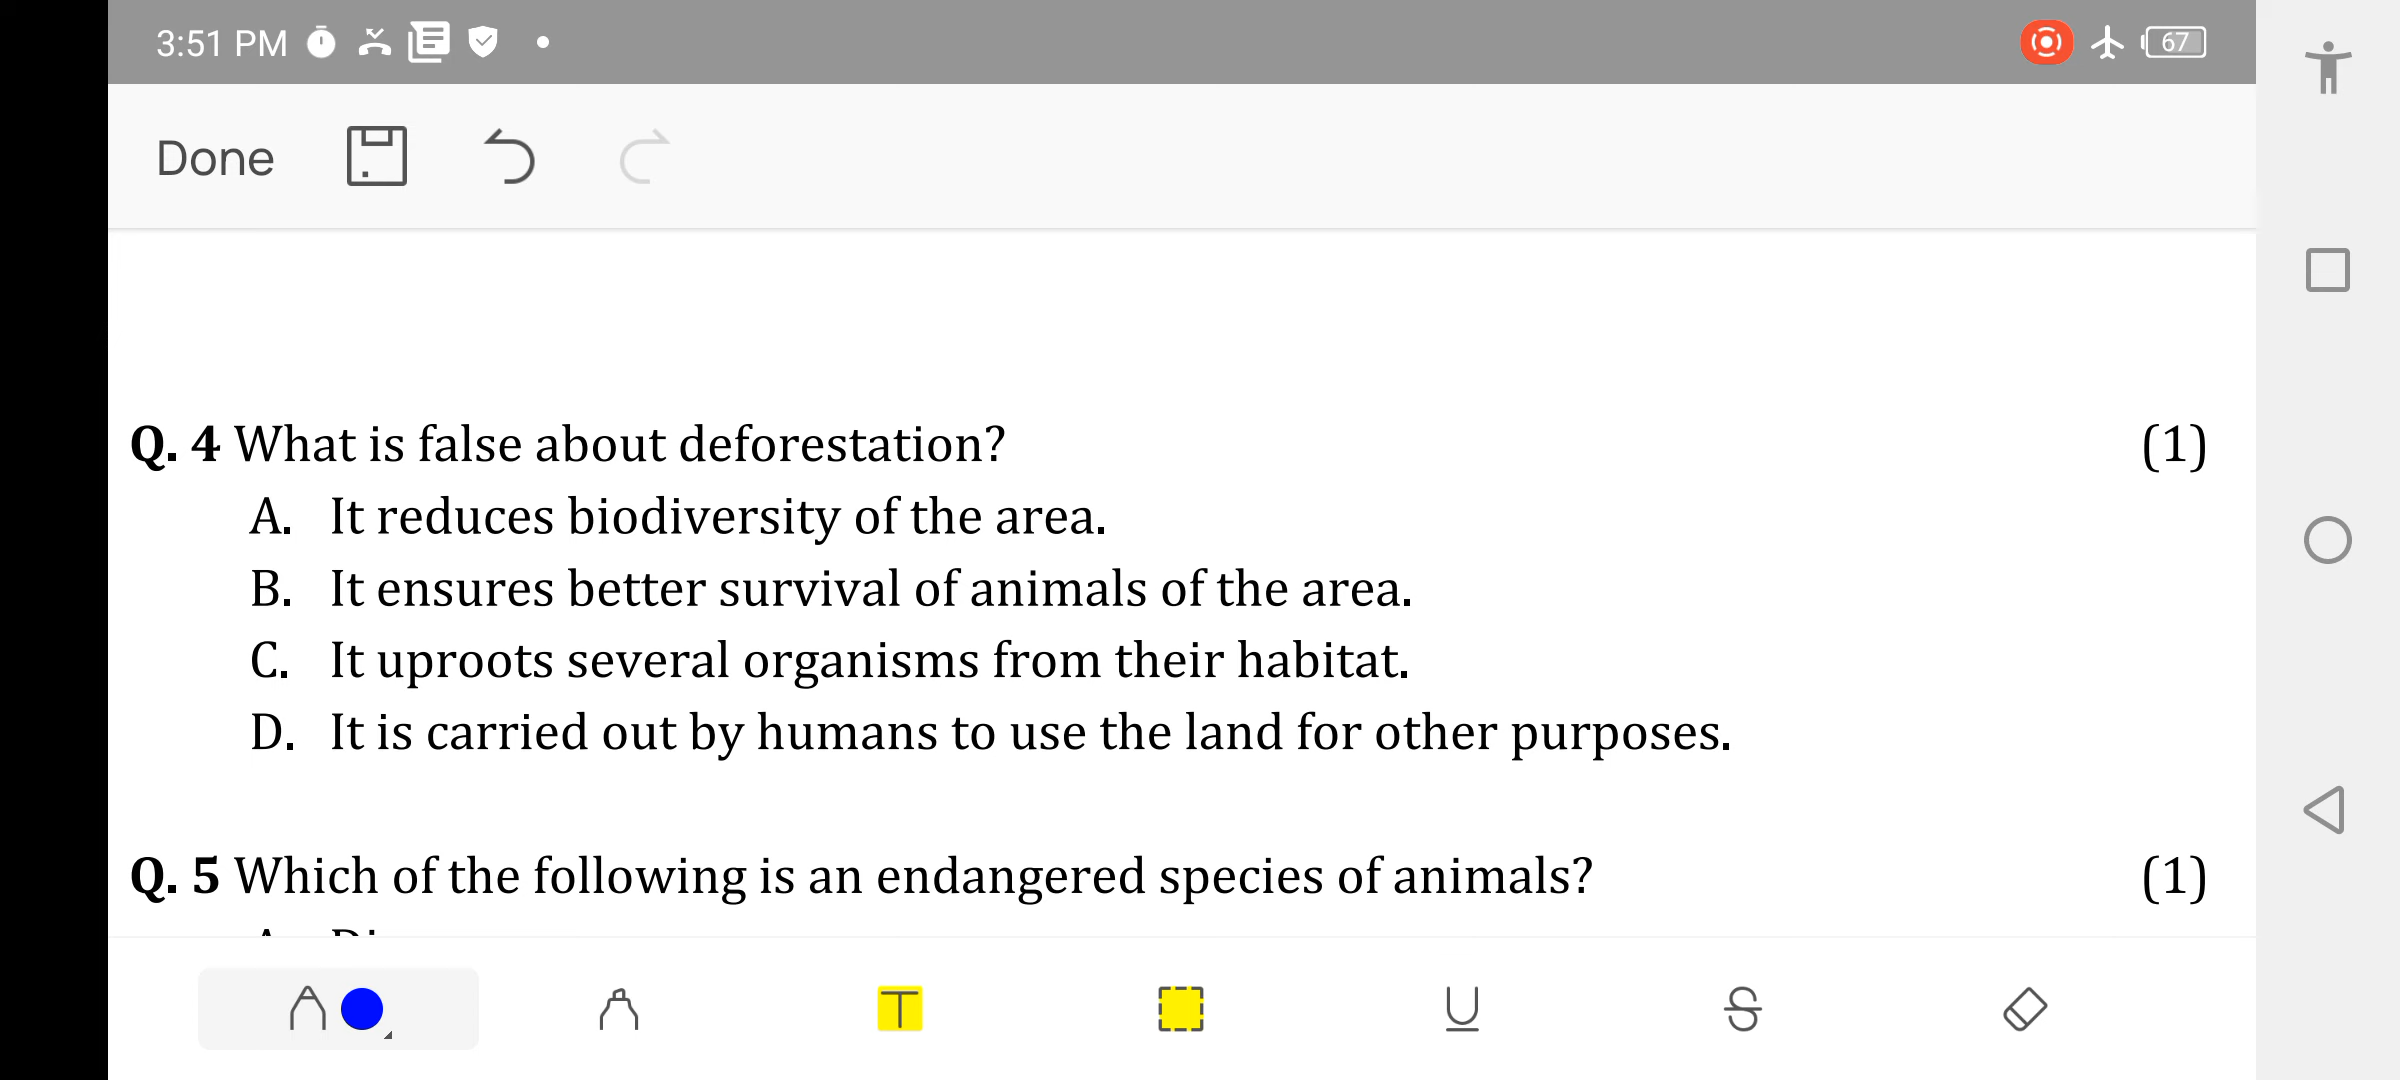 3:51 PM
67
Done
Q. 4 What is false about deforestation? (1)
A. It reduces biodiversity of the area.
B. It ensures better survival of animals of the area.
C. It uproots several organisms from their habitat.
D. It is carried out by humans to use the land for other purposes.
Q. 5 Which of the following is an endangered species of animals? (1)